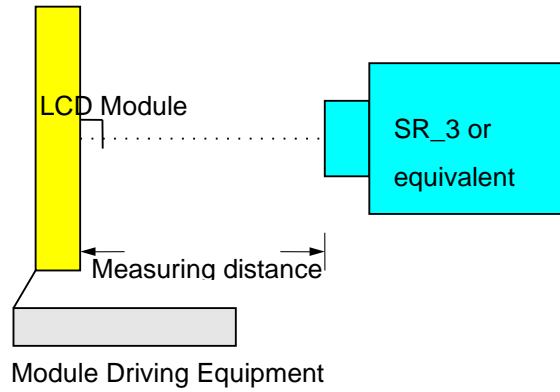 LCD Module
SR_3 or
equivalent
Measuring distance
Module Driving Equipment